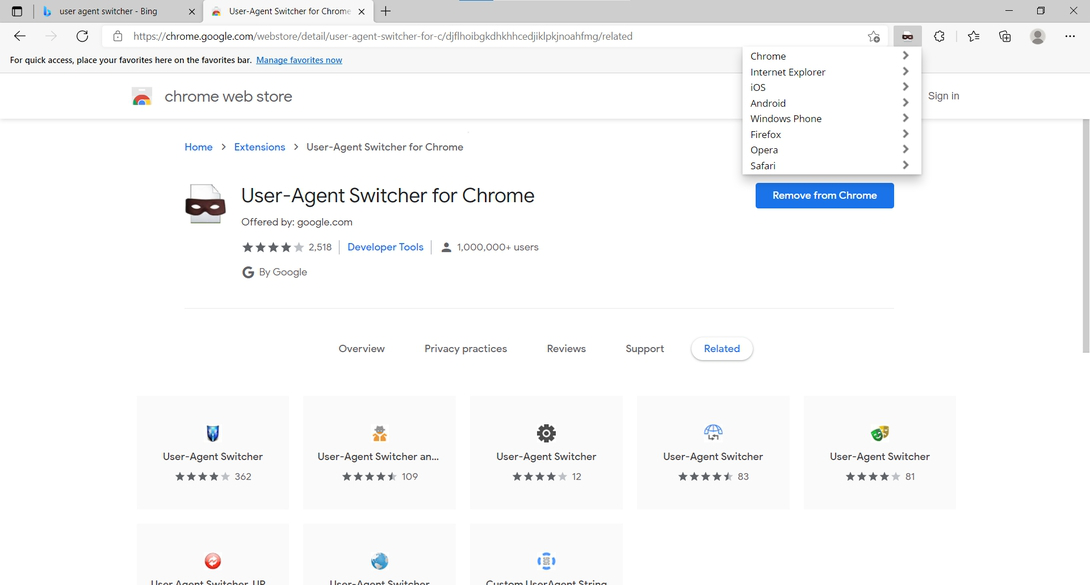 user agent switcher - Bing
User-Agent Switcher for Chrome
https://chrome.google.com/webstore/detail/user-agent-switcher-for-c/djflhoibgkdhkhhcedjiklpkjnoahfmg/related
For quick access, place your favorites here on the favorites bar. Manage favorites now
Chrome
Internet Explorer
iOS
Android
Windows Phone
Firefox
Opera
Safari
chrome web store
Sign in
Home > Extensions > User-Agent Switcher for Chrome
User-Agent Switcher for Chrome
Remove from Chrome
Offered by: google.com
2,518 | Developer Tools | 1,000,000+ users
G By Google
Overview Privacy practices Reviews Support Related
User-Agent Switcher
362
User-Agent Switcher an...
109
User-Agent Switcher
12
User-Agent Switcher
83
User-Agent Switcher
81
User Agent Switcher, UR
User-Agent Switcher
Custom UserAgent String